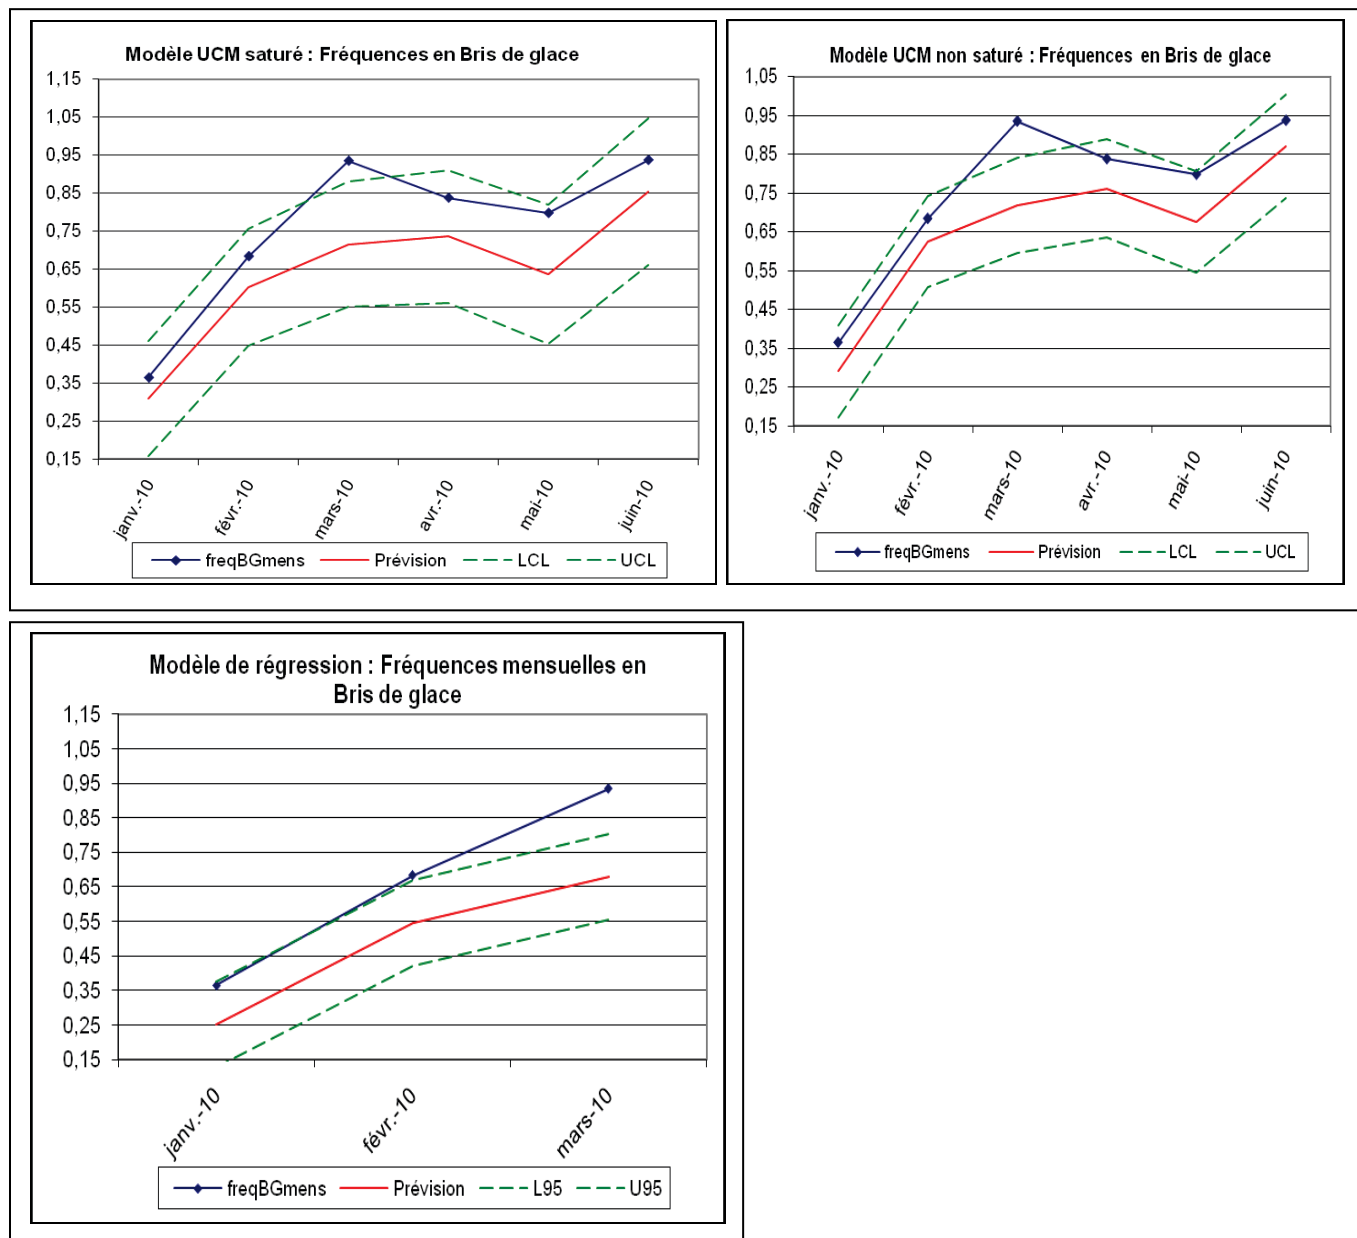 Modèle UCM saturé : Fréquences en Bris de glace
1,15
1,05
0,95
0,85
0,75
0,65
0,55
0,45
0,35
0,25
0,15
janv.-10
févr.-10
mars-10
avr.-10
mai-10
juin-10
freqBGmens Prévision LCL UCL
Modèle UCM non saturé : Fréquences en Bris de glace
1,05
0,95
0,85
0,75
0,65
0,55
0,45
0,35
0,25
0,15
janv.-10
févr.-10
mars-10
avr.-10
mai-10
juin-10
freqBGmens Prévision LCL UCL
Modèle de régression : Fréquences mensuelles en
Bris de glace
1,15
1,05
0,95
0,85
0,75
0,65
0,55
0,45
0,35
0,25
0,15
janv.-10
févr.-10
mars-10
freqBGmens Prévision L95 U95